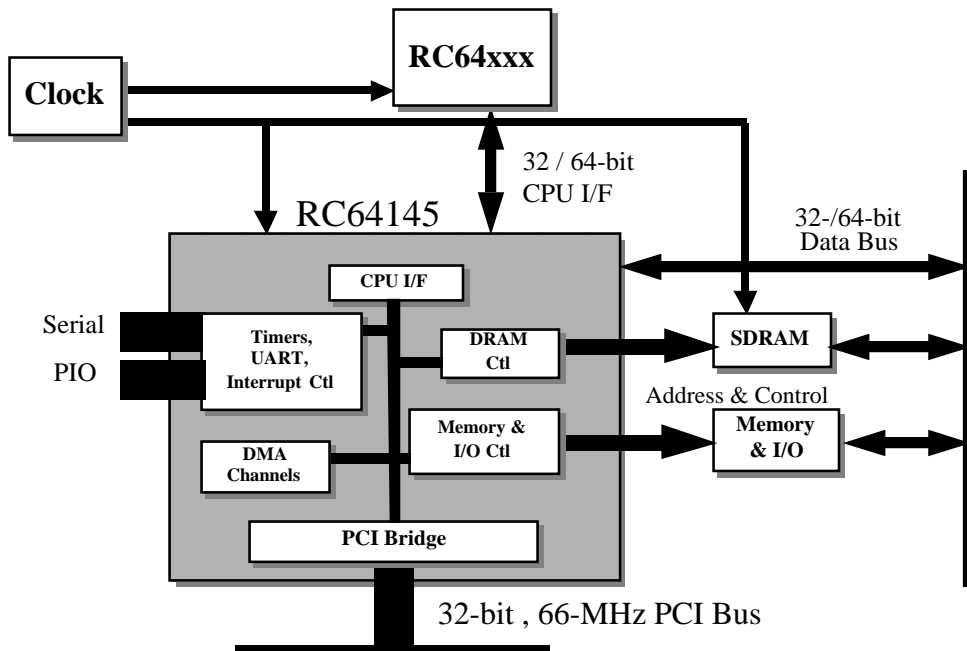 RC64xxx
Clock
32 / 64-bit
CPU I/F
RC64145
32-/64-bit
Data Bus
CPU I/F
Serial
PIO
Timers,
UART,
Interrupt Ctl
DRAM
Ctl
SDRAM
Address & Control
Memory &
I/O Ctl
Memory
& I/O
DMA
Channels
PCI Bridge
32-bit , 66-MHz PCI Bus